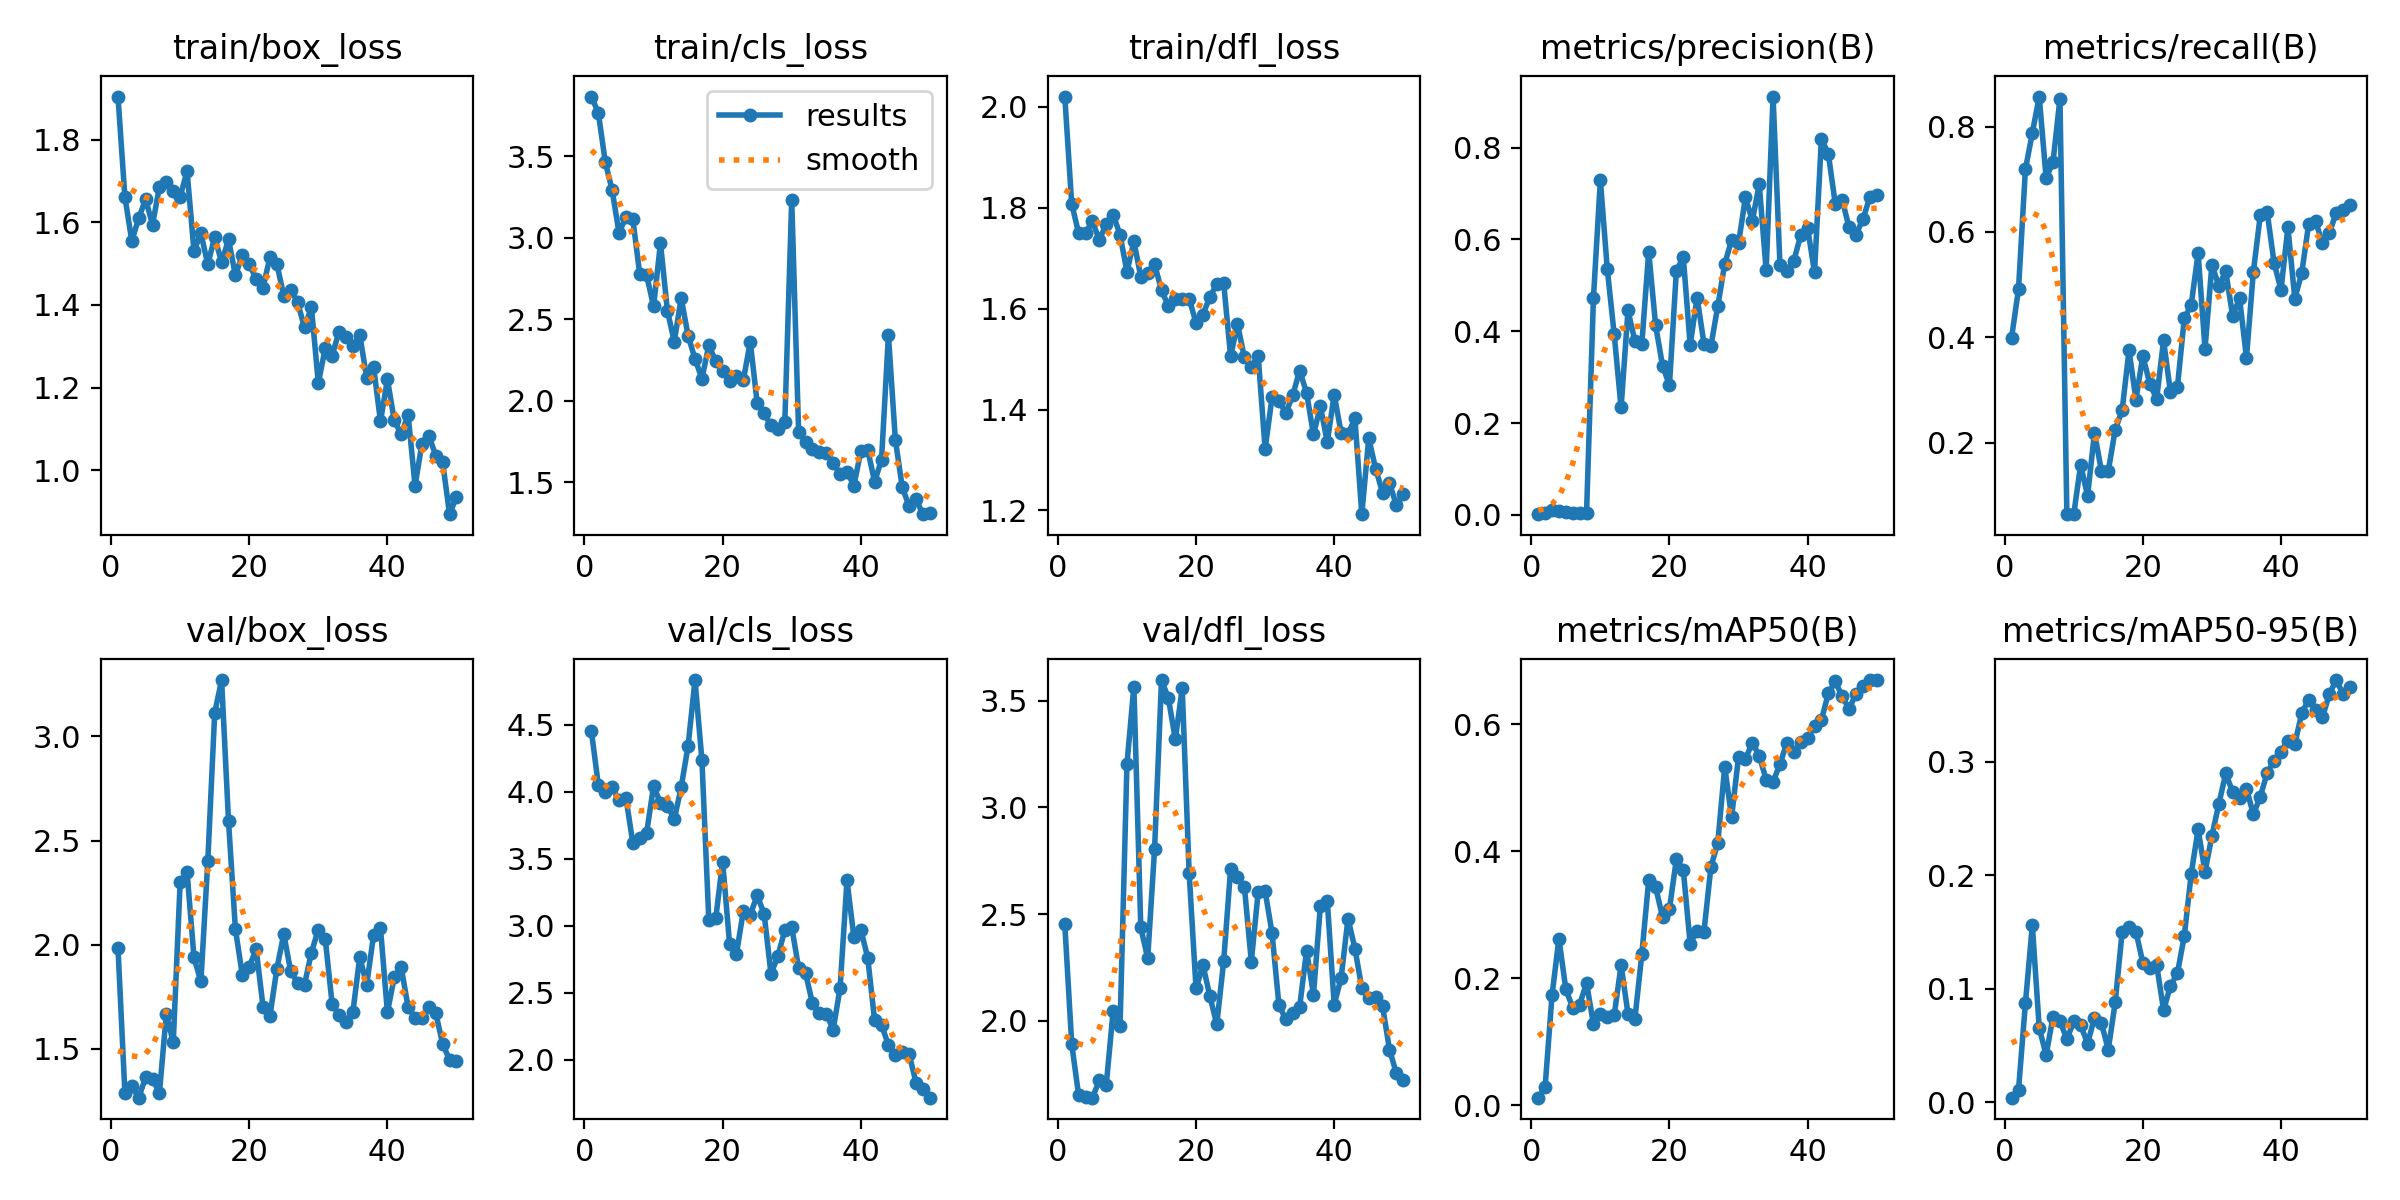 train/box_loss
train/cls_loss
train/dfl_loss
metrics/precision(B)
metrics/recall(B)
1.8
1.6
1.4
1.2
1.0
0 20 40
results
smooth
3.5
3.0
2.5
2.0
1.5
0 20 40
2.0
1.8
1.6
1.4
1.2
0 20 40
0.8
0.6
0.4
0.2
0.0
0 20 40
0.8
0.6
0.4
0.2
0 20 40
val/box_loss
val/cls_loss
val/dfl_loss
metrics/mAP50(B)
metrics/mAP50-95(B)
3.0
2.5
2.0
1.5
0 20 40
4.5
4.0
3.5
3.0
2.5
2.0
0 20 40
3.5
3.0
2.5
2.0
0 20 40
0.6
0.4
0.2
0.0
0 20 40
0.3
0.2
0.1
0.0
0 20 40